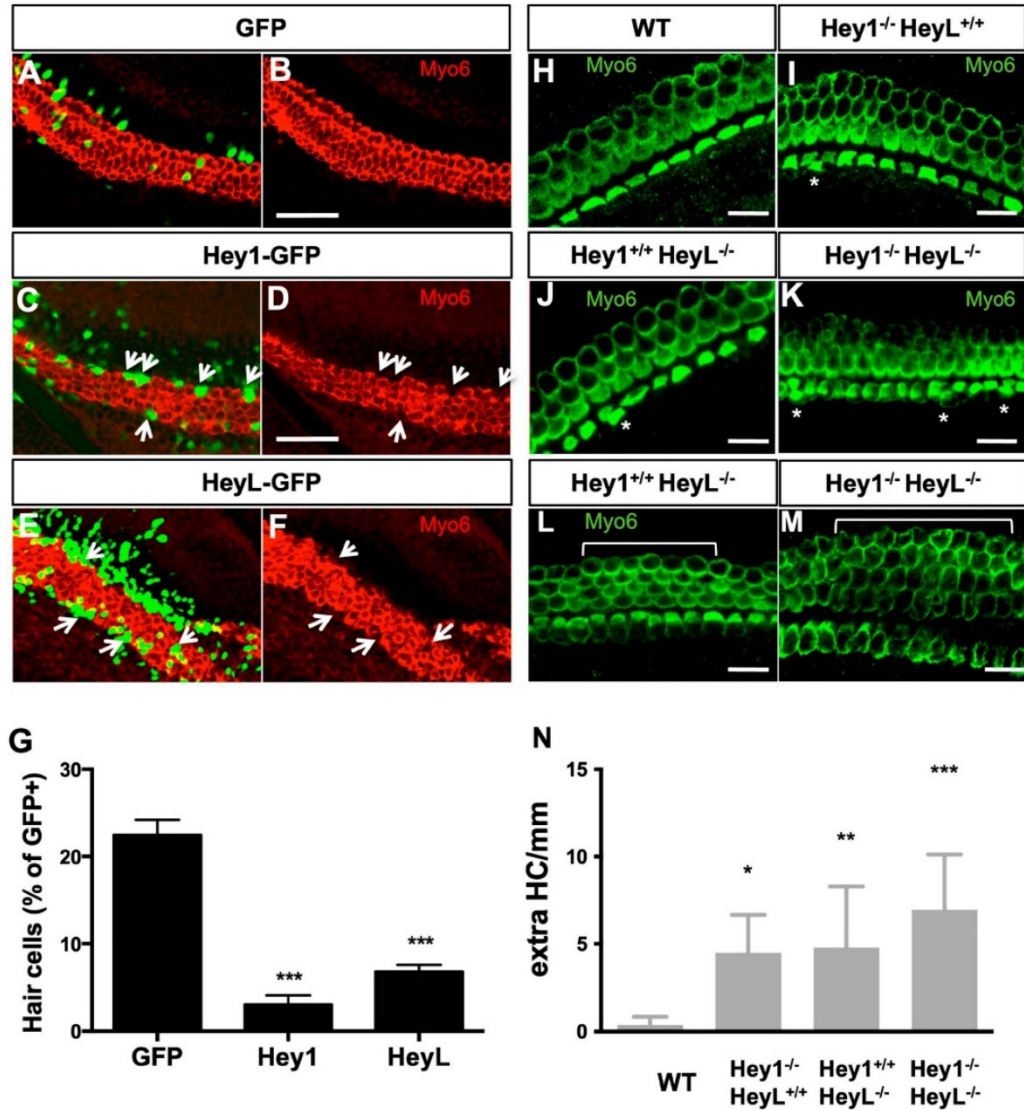 GFP
WT
Hey1-/- HeyL+/+
A
B
Myo6
H
Myo6
I
Myo6
Hey1-GFP
Hey1+/+ HeyL-/-
Hey1-/- HeyL-/-
C
D
Myo6
J
Myo6
*
K
Myo6
* * *
HeyL-GFP
Hey1+/+ HeyL-/-
Hey1-/- HeyL-/-
E
F
Myo6
L
Myo6
M
G
Hair cells (% of GFP+)
30
20
10
0
***
***
GFP
Hey1
HeyL
N
extra HC/mm
15
10
5
0
*
**
***
WT
Hey1-/-
HeyL+/+
Hey1+/+
HeyL-/-
Hey1-/-
HeyL-/-